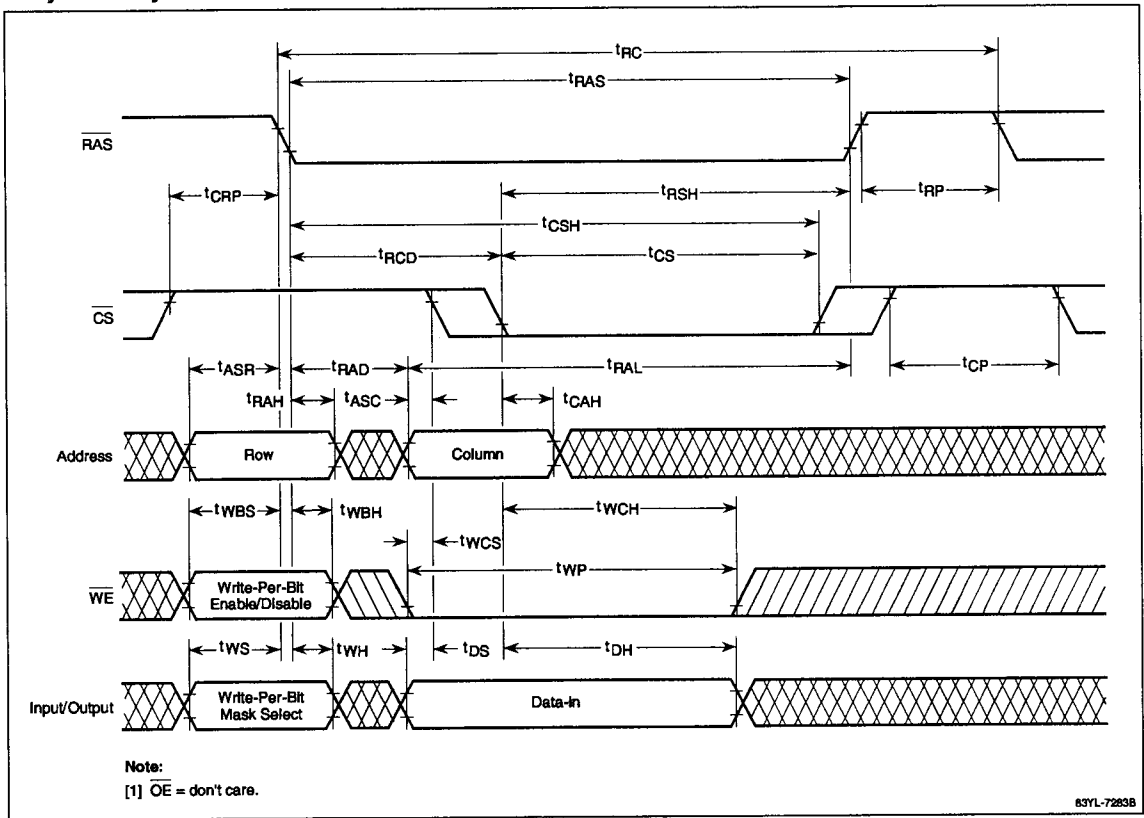 tRC
tRAS
RAS
tCRP
tRSH
tRP
tCSH
tRCD
tCS
CS
tASR
tRAD
tRAL
tCP
tRAH
tASC
tCAH
Address
Row
Column
tWBS
tWBH
tWCH
tWCS
tWP
WE
Write-Per-Bit
Enable/Disable
tWS
tWH
tDS
tDH
Input/Output
Write-Per-Bit
Mask Select
Data-In
Note:
[1] OE = don't care.
83YL-7283B